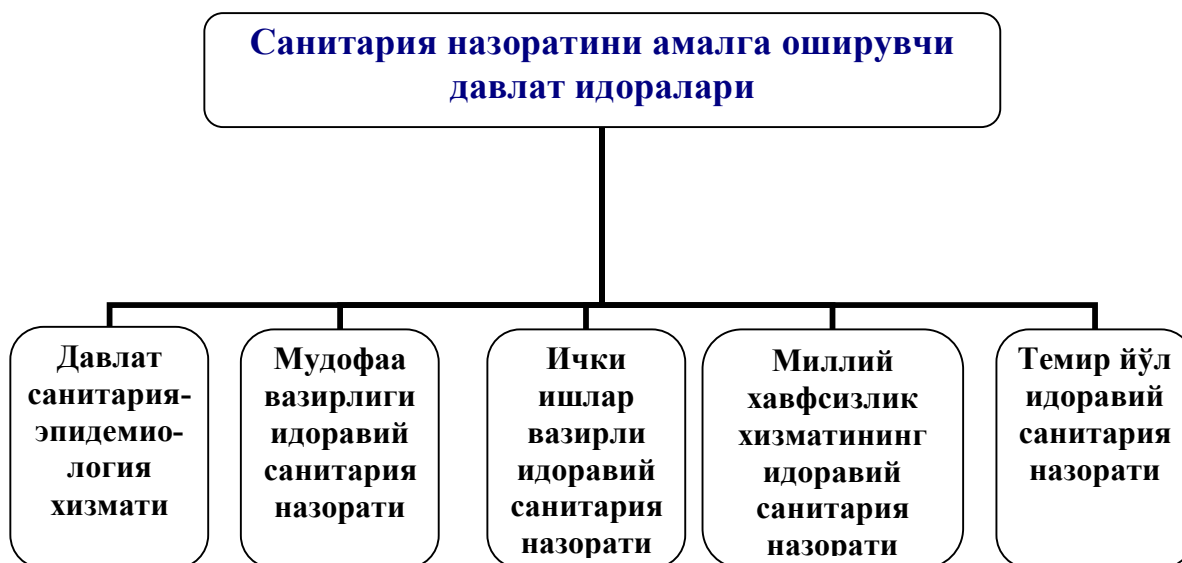 Санитария назоратини амалга оширувчи
давлат идоралари
Давлат
санитария-
эпидемио-
логия
хизмати
Мудофаа
вазирлиги
идоравий
санитария
назорати
Ички
ишлар
вазирли
идоравий
санитария
назорати
Миллий
хавфсизлик
хизматининг
идоравий
санитария
назорати
Темир йўл
идоравий
санитария
назорати